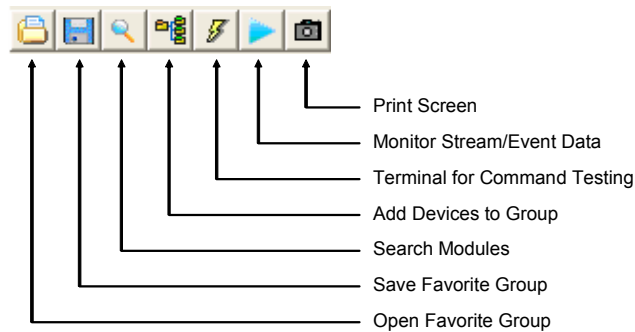 Print Screen
Monitor Stream/Event Data
Terminal for Command Testing
Add Devices to Group
Search Modules
Save Favorite Group
Open Favorite Group